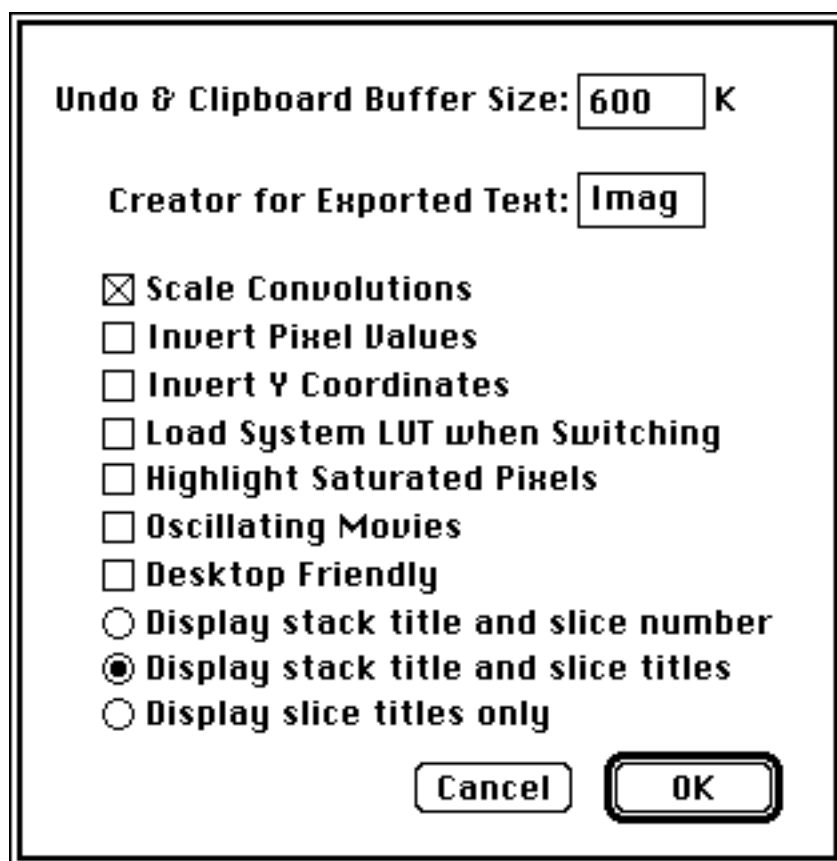 Undo & Clipboard Buffer Size: 600 K
Creator for Exported Text: Imag
Scale Convolutions
Invert Pixel Values
Invert Y Coordinates
Load System LUT when Switching
Highlight Saturated Pixels
Oscillating Movies
Desktop Friendly
Display stack title and slice number
Display stack title and slice titles
Display slice titles only
Cancel OK